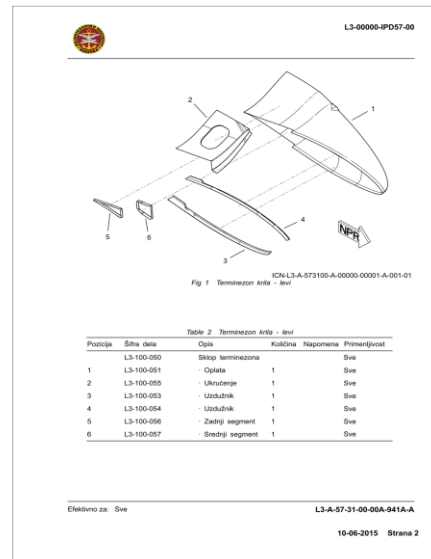 L3-00000-IPD57-00
1
2
4
3
5
6
NPR
ICN-L3-A-573100-A-00000-00001-A-001-01
Fig 1 Terminezon krila - levi
Table 2 Terminezon krila - levi
Pozicija Šifra dela Opis Količina Napomena Primenljivost
L3-100-050 Sklop terminezona Sve
1 L3-100-051 · Oplata 1 Sve
2 L3-100-055 · Ukrućenje 1 Sve
3 L3-100-053 · Uzdužnik 1 Sve
4 L3-100-054 · Uzdužnik 1 Sve
5 L3-100-056 · Zadnji segment 1 Sve
6 L3-100-057 · Srednji segment 1 Sve
Efektivno za: Sve L3-A-57-31-00-00A-941A-A
10-06-2015 Strana 2